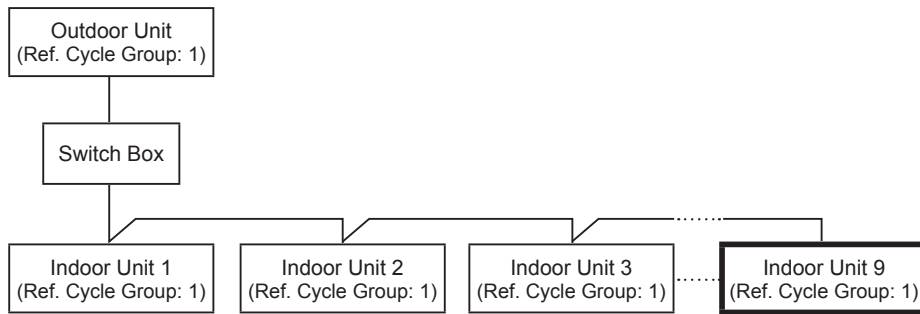 Outdoor Unit
(Ref. Cycle Group: 1)
Switch Box
Indoor Unit 1
(Ref. Cycle Group: 1)
Indoor Unit 2
(Ref. Cycle Group: 1)
Indoor Unit 3
(Ref. Cycle Group: 1)
Indoor Unit 9
(Ref. Cycle Group: 1)